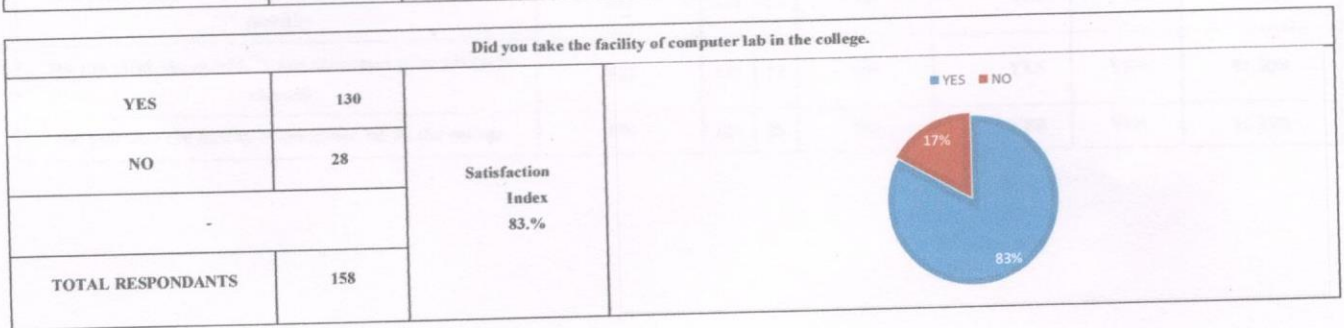 Did you take the facility of computer lab in the college.
YES 130
NO 28
-
TOTAL RESPONDANTS 158
Satisfaction
Index
83.%
YES NO
17%
83%